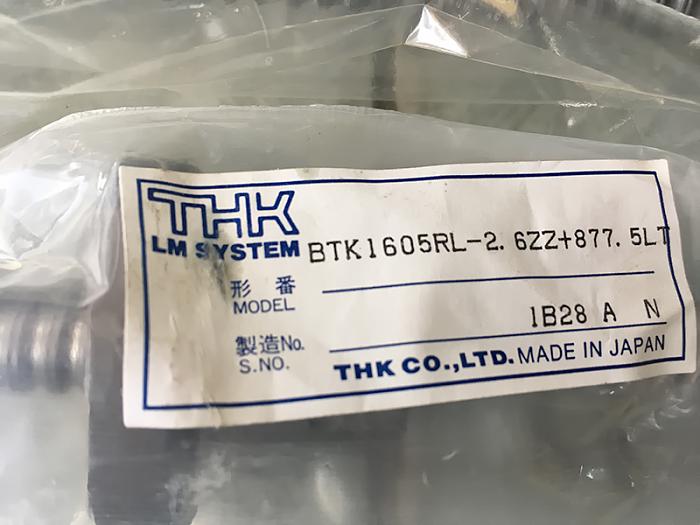 THK
LM SYSTEM
BTK1605RL-2. 6ZZ+877. 5LT
形 番
MODEL
1B28 A N
製造No.
S.NO.
THK CO.,LTD. MADE IN JAPAN